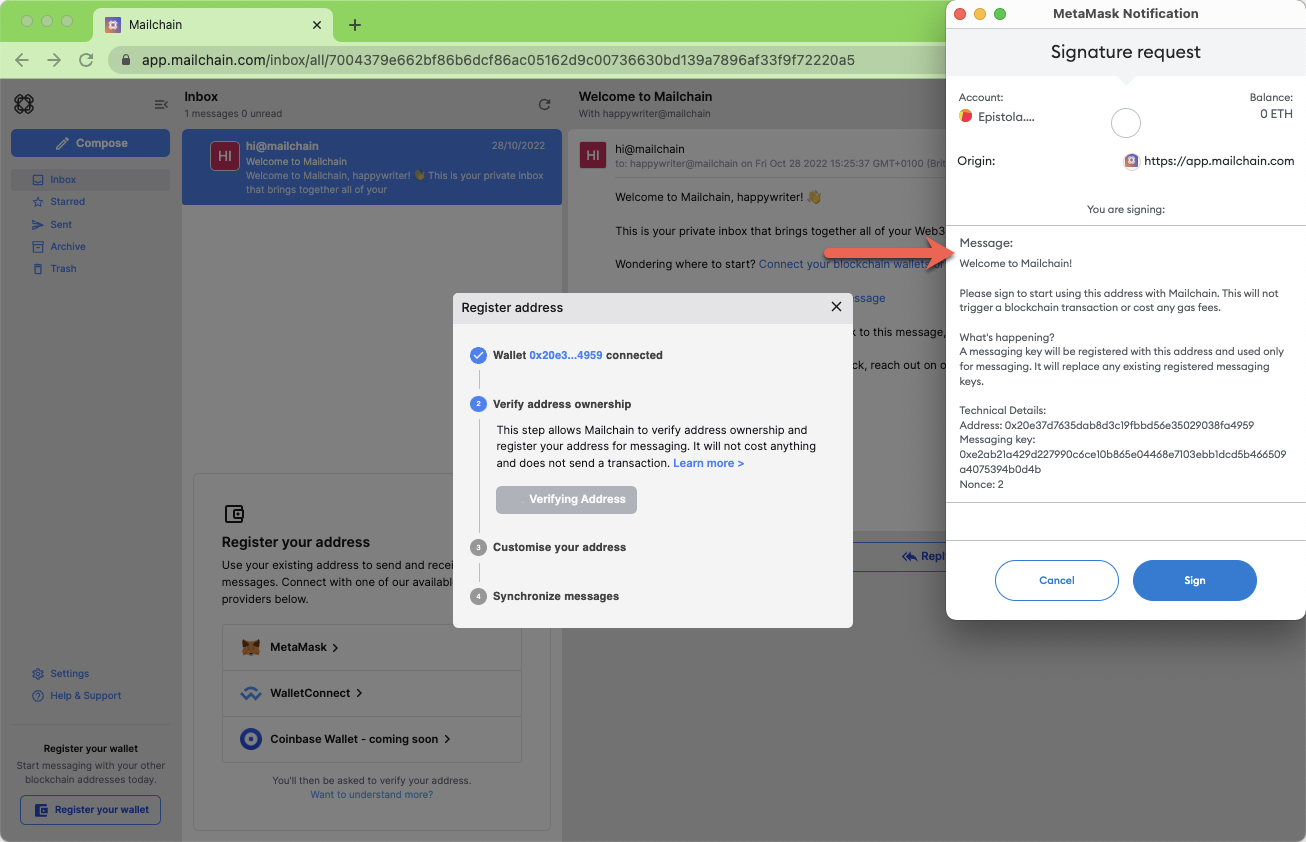 Mailchain
app.mailchain.com/inbox/all/7004379e662bf86b6dcf86ac05162d9c00736630bd139a7896af33f9f72220a5
Compose
Inbox
Starred
Sent
Archive
Trash
Settings
Help & Support
Register your wallet
Start messaging with your other
blockchain addresses today.
Register your wallet
Inbox
1 messages 0 unread
HI
hi@mailchain
28/10/2022
Welcome to Mailchain
Welcome to Mailchain, happywriter! 👋 This is your private inbox
that brings together all of your
Register your address
Use your existing address to send and recei
messages. Connect with one of our availabl
providers below.
MetaMask >
WalletConnect >
Coinbase Wallet - coming soon >
You'll then be asked to verify your address.
Want to understand more?
Welcome to Mailchain
With happywriter@mailchain
HI
hi@mailchain
to: happywriter@mailchain on Fri Oct 28 2022 15:25:37 GMT+0100 (Brit
Welcome to Mailchain, happywriter! 👋
This is your private inbox that brings together all of your Web3
Wondering where to start? Connect your blockchain wallets or
essage
k to this message,
ck, reach out on o
Reply
Register address
Wallet 0x20e3...4959 connected
2 Verify address ownership
This step allows Mailchain to verify address ownership and
register your address for messaging. It will not cost anything
and does not send a transaction. Learn more >
Verifying Address
3 Customise your address
4 Synchronize messages
MetaMask Notification
Signature request
Account:
Balance:
Epistola....
0 ETH
Origin:
https://app.mailchain.com
You are signing:
Message:
Welcome to Mailchain!
Please sign to start using this address with Mailchain. This will not
trigger a blockchain transaction or cost any gas fees.
What's happening?
A messaging key will be registered with this address and used only
for messaging. It will replace any existing registered messaging
keys.
Technical Details:
Address: 0x20e37d7635dab8d3c19fbbd56e35029038fa4959
Messaging key:
0xe2ab21a429d227990c6ce10b865e04468e7103ebb1dcd5b466509
a4075394b0d4b
Nonce: 2
Cancel
Sign